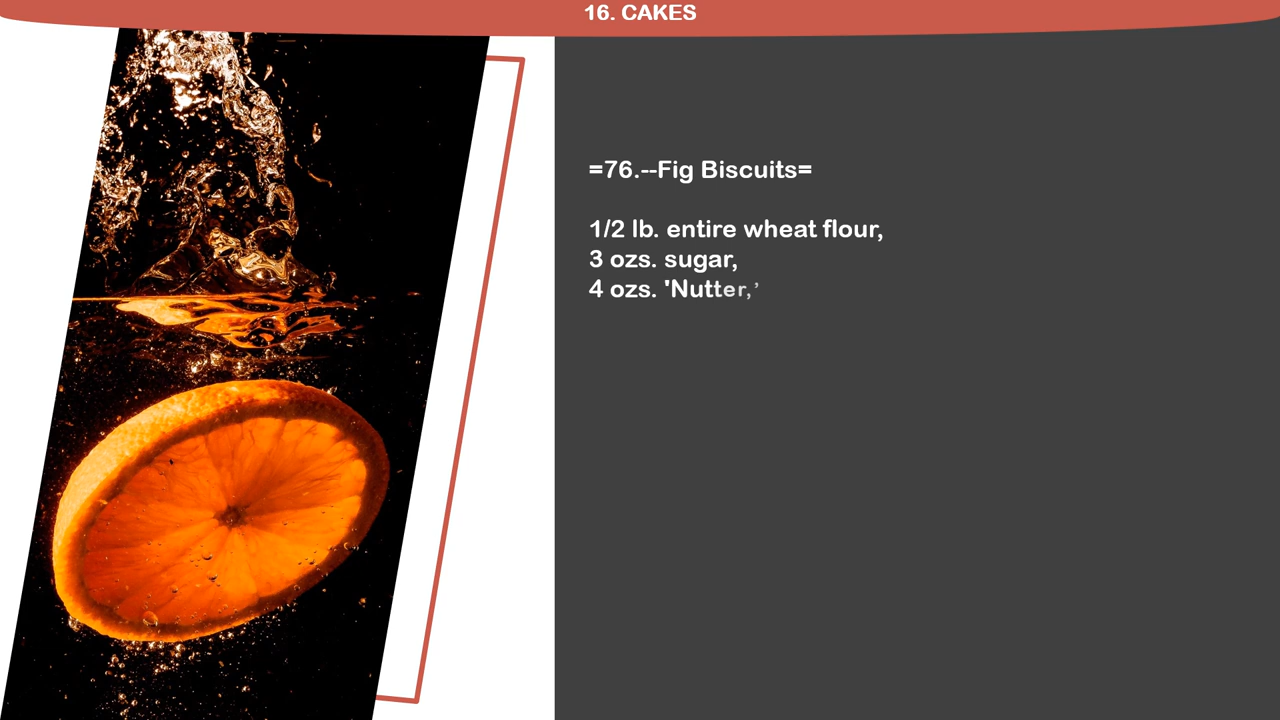 16. CAKES
=76.--Fig Biscuits=
1/2 lb. entire wheat flour,
3 ozs. sugar,
4 ozs. 'Nutter,’